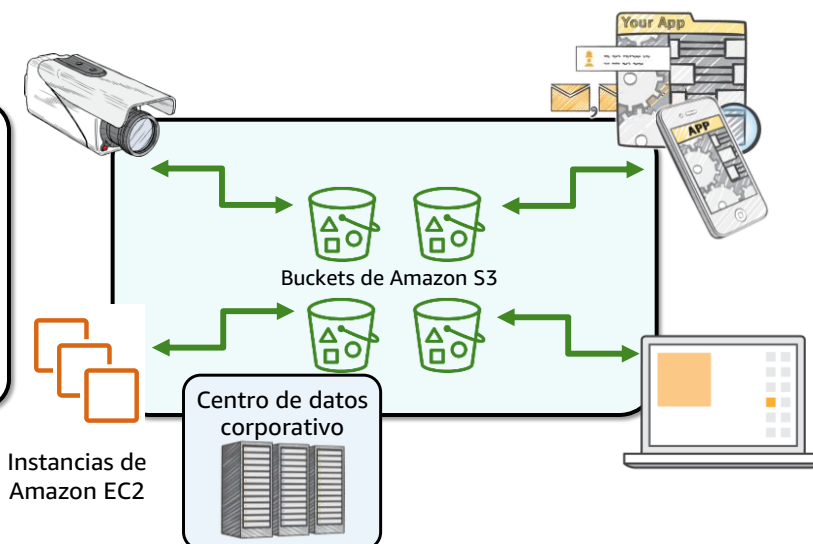 Your App
APP
Buckets de Amazon S3
Centro de datos
corporativo
Instancias de
Amazon EC2